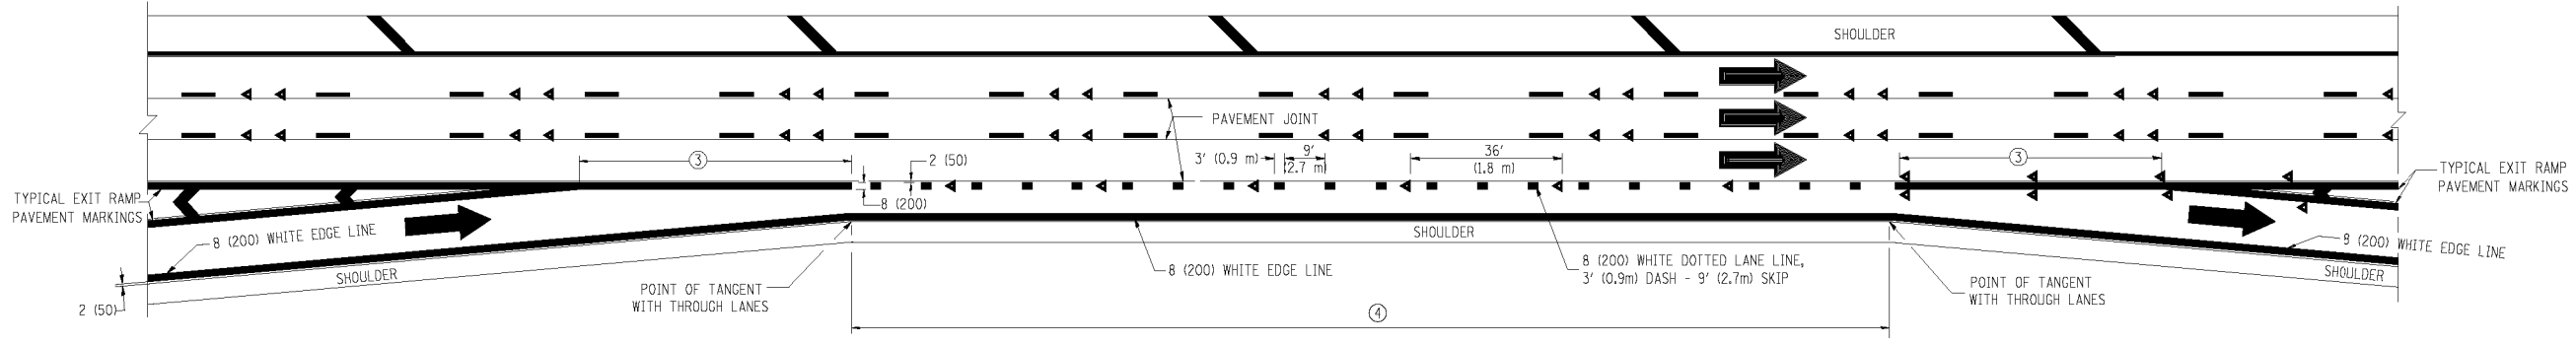 SHOULDER
PAVEMENT JOINT
3
2 (50)
3' (0.9 m)
9'
(2.7 m)
36'
(1.8 m)
3
TYPICAL EXIT RAMP
PAVEMENT MARKINGS
TYPICAL EXIT RAMP
PAVEMENT MARKINGS
8 (200)
8 (200) WHITE EDGE LINE
SHOULDER
SHOULDER
8 (200) WHITE EDGE LINE
8 (200) WHITE EDGE LINE
8 (200) WHITE DOTTED LANE LINE,
3' (0.9m) DASH - 9' (2.7m) SKIP
SHOULDER
2 (50)
POINT OF TANGENT
WITH THROUGH LANES
POINT OF TANGENT
WITH THROUGH LANES
4